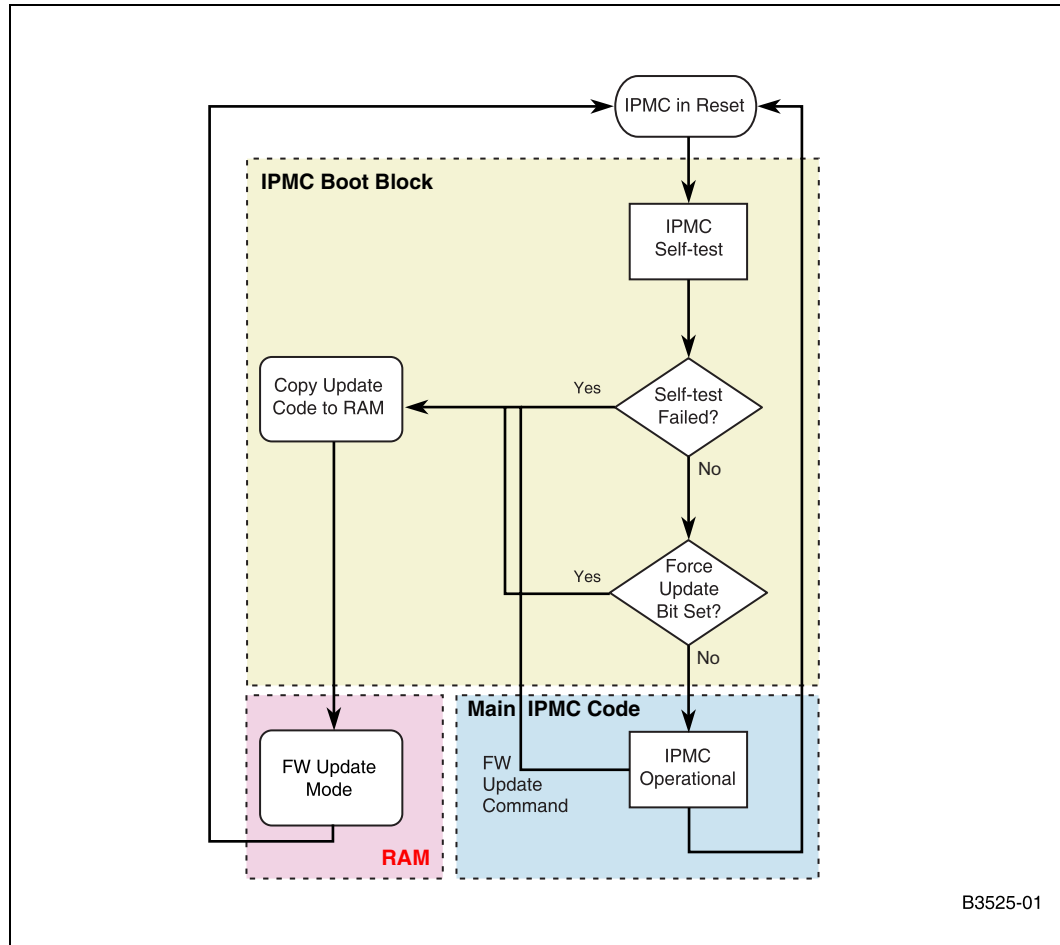 IPMC in Reset
IPMC Boot Block
IPMC
Self-test
Copy Update
Code to RAM
Yes
Self-test
Failed?
No
Yes
Force
Update
Bit Set?
No
Main IPMC Code
FW Update
Mode
RAM
FW
Update
Command
IPMC
Operational
B3525-01